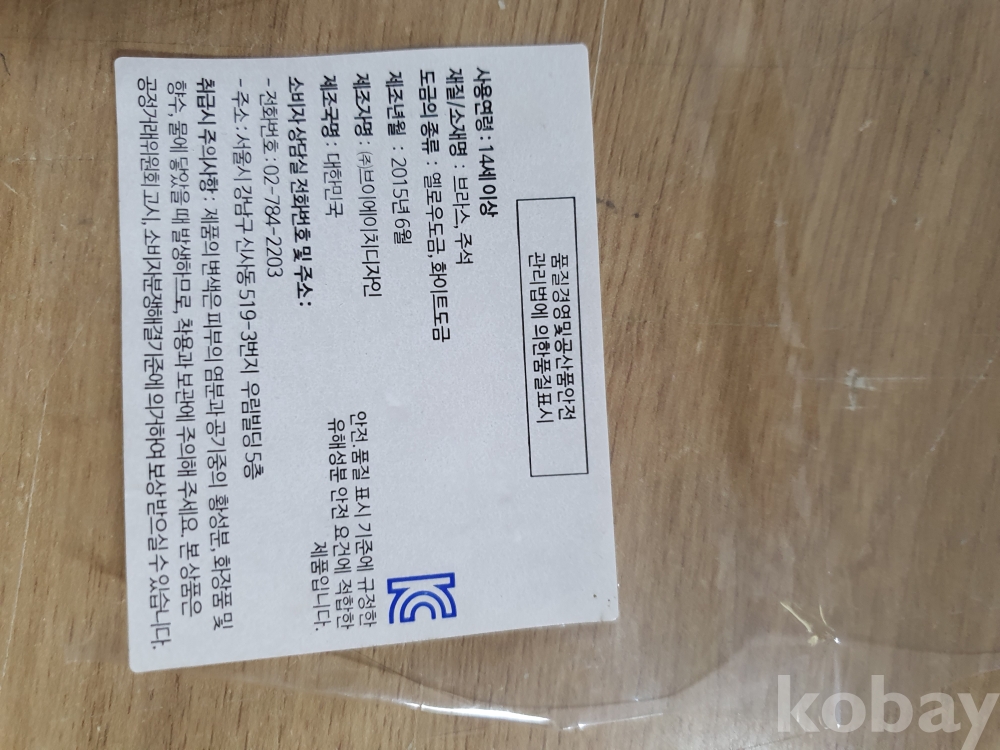 품질경영및공산품안전
관리법에 의한품질표시
사용연령 : 14세 이상
재질/소재명 : 브라스, 주석
도금의 종류 : 옐로우도금, 화이트도금
제조년월 : 2015년 6월
제조자명 : ㈜브이에이치디자인
제조국명 : 대한민국
안전.품질 표시 기준에 규정한
유해성분 안전 요건에 적합한
제품입니다.
소비자 상담실 전화번호 및 주소 :
- 전화번호 : 02-784-2203
- 주소 : 서울시 강남구 신사동 519-3번지 우림빌딩 5층
취급시 주의사항 : 제품의 변색은 피부의 염분과 공기중의 황성분, 화장품 및
향수, 물에 닿았을 때 발생하므로, 착용과 보관에 주의해 주세요. 본 상품은
공정거래위원회 고시, 소비자분쟁해결기준에 의거하여 보상 받으실 수 있습니다.
KC
kobay